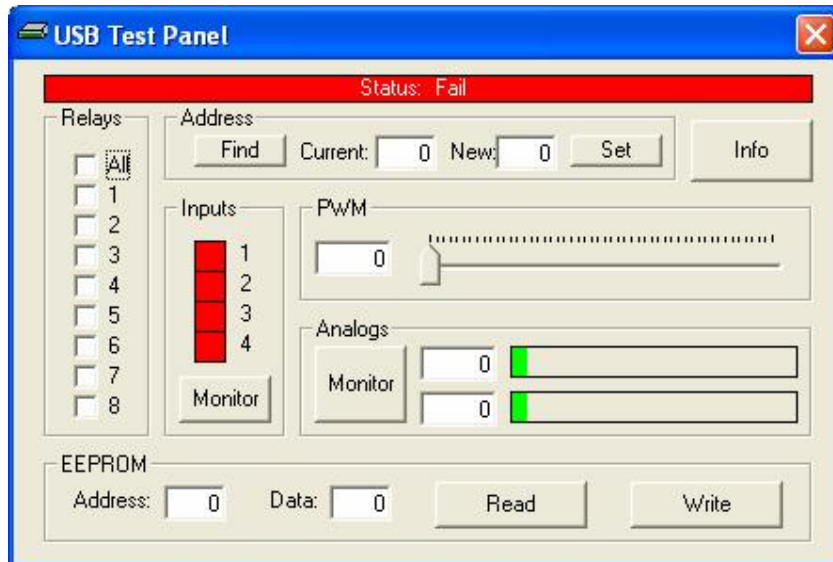 USB Test Panel
Status: Fail
Relays
All
1
2
3
4
5
6
7
8
Address
Find Current: 0 New: 0 Set
Info
Inputs
1
2
3
4
Monitor
PWM
0
Analogs
Monitor
0
0
EEPROM
Address: 0 Data: 0 Read Write